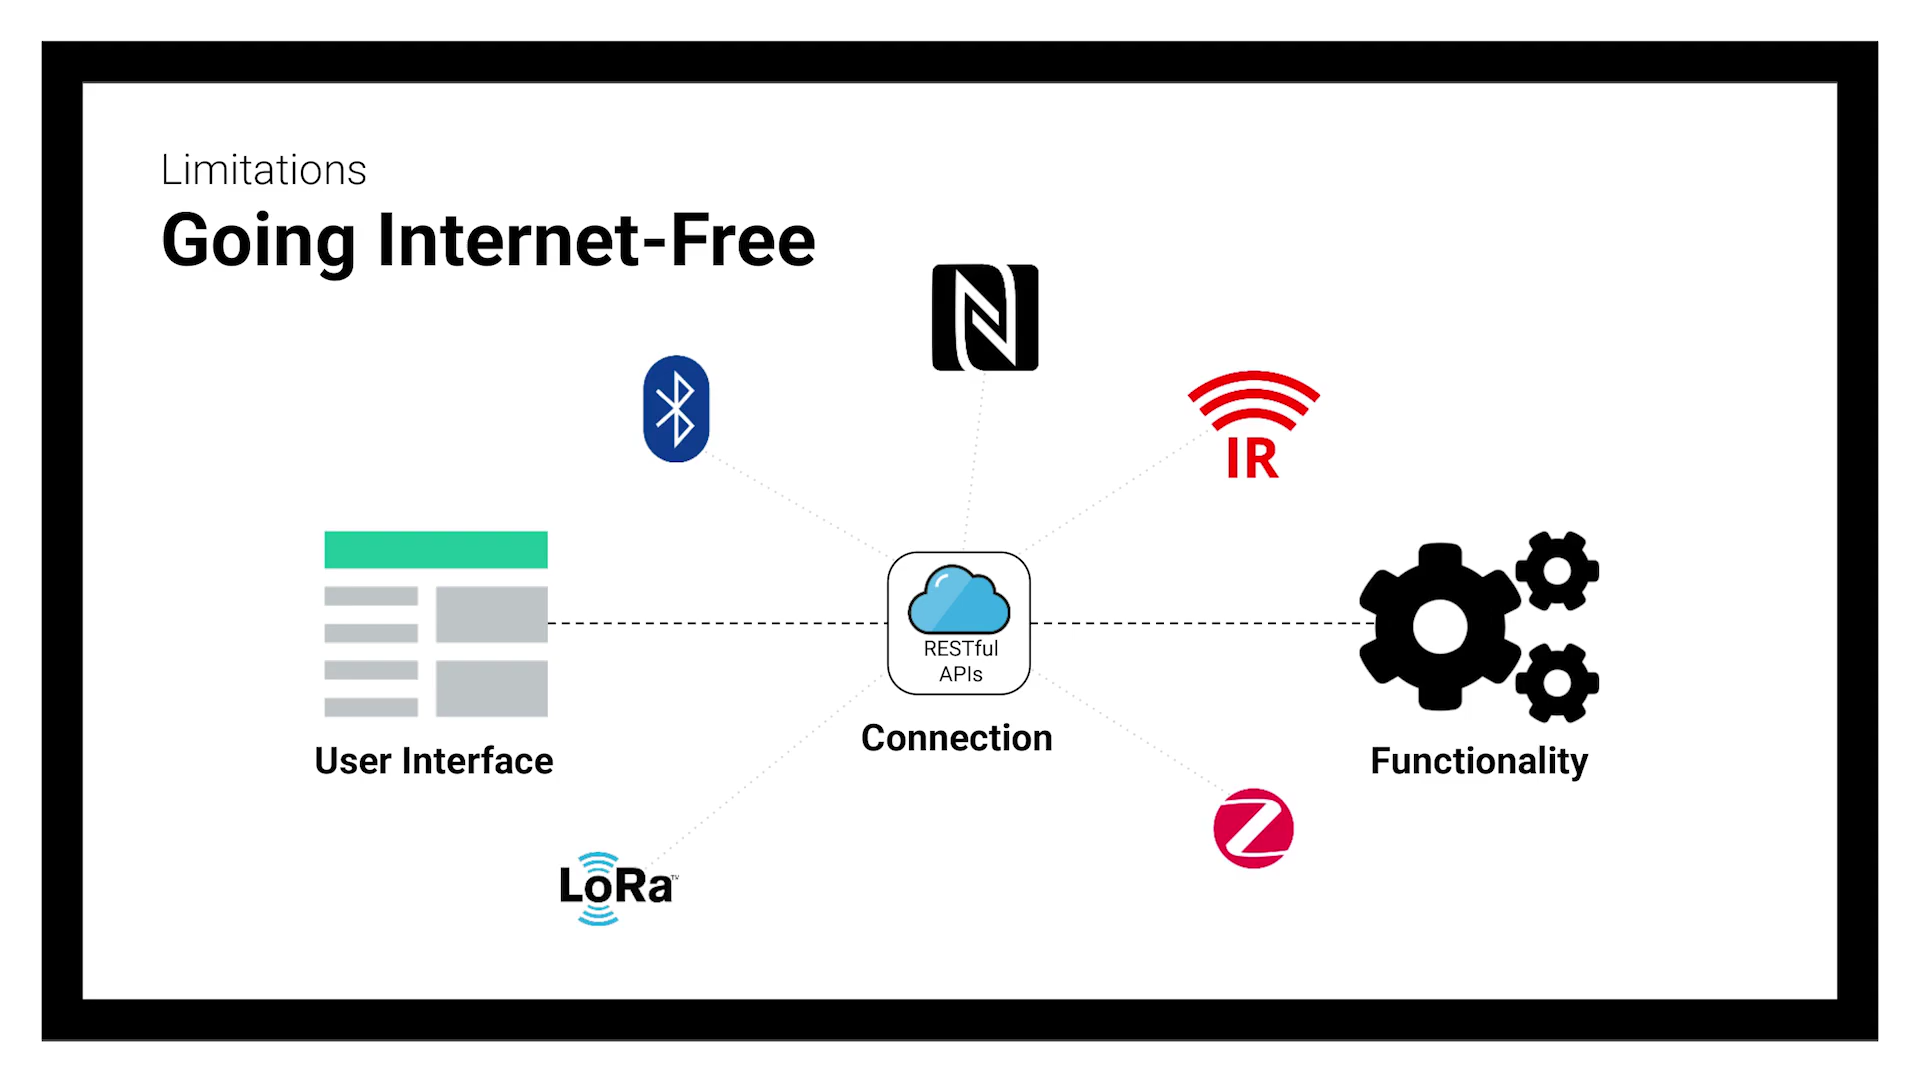 Limitations
Going Internet-Free
IR
RESTful
APIs
Connection
User Interface
Functionality
LoRa